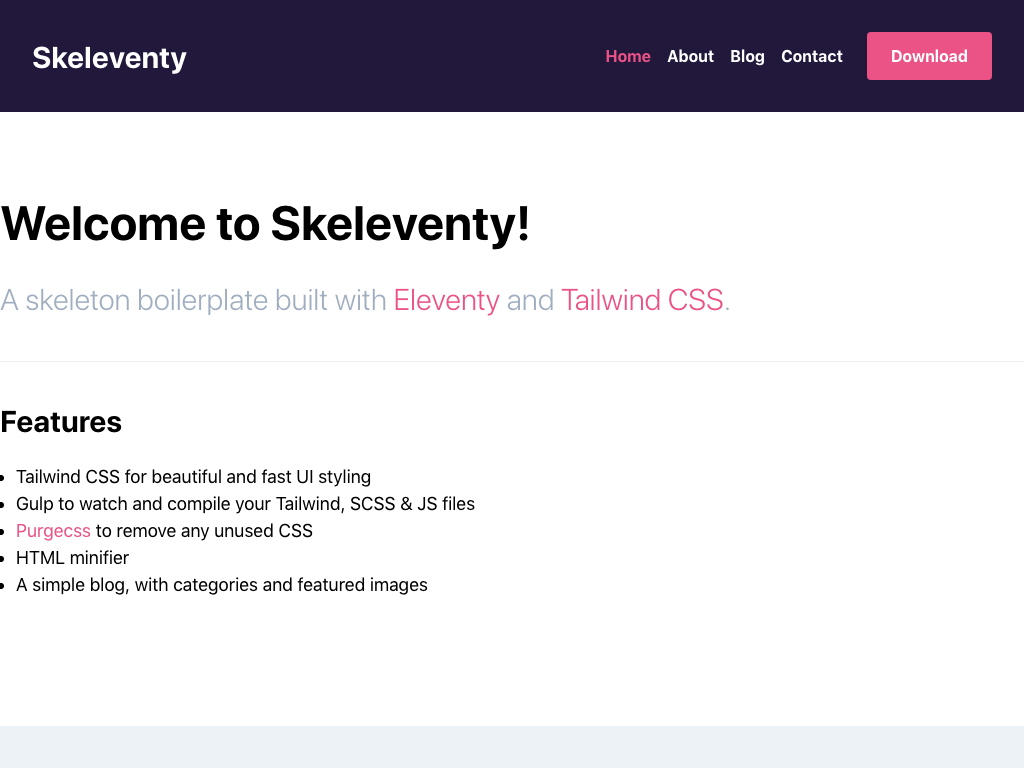 Skeleventy
Home About Blog Contact Download
Welcome to Skeleventy!
A skeleton boilerplate built with Eleventy and Tailwind CSS.
Features
Tailwind CSS for beautiful and fast UI styling
Gulp to watch and compile your Tailwind, SCSS & JS files
Purgecss to remove any unused CSS
HTML minifier
A simple blog, with categories and featured images